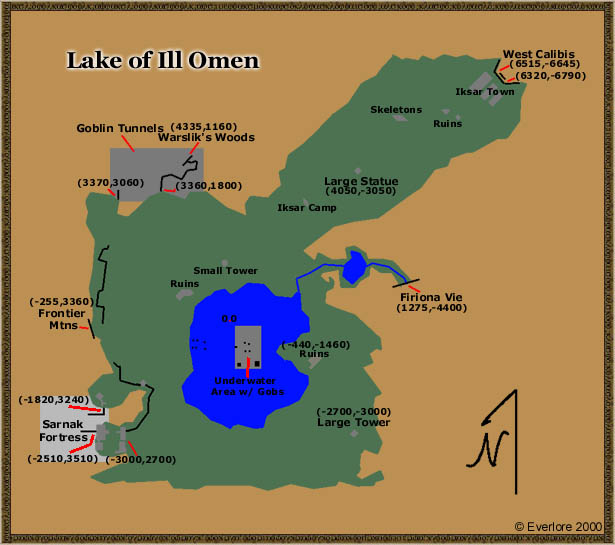 Lake of Ill Omen
West Calibis
(6515,-6645)
(6320,-6790)
Iksar Town
Skeletons
Ruins
Goblin Tunnels
(4335,1160)
Warslik's Woods
(3370,3060)
(3360,1800)
Large Statue
(4050,-3050)
Iksar Camp
Small Tower
Ruins
Firiona Vie
(1275,-4400)
(-255,3360)
Frontier
Mtns
0 0
(-440,-1460)
Ruins
Underwater
Area w/ Gobs
(-1820,3240)
Sarnak
Fortress
(-2510,3510)
(-3000,2700)
(-2700,-3000)
Large Tower
N
© Everlore 2000